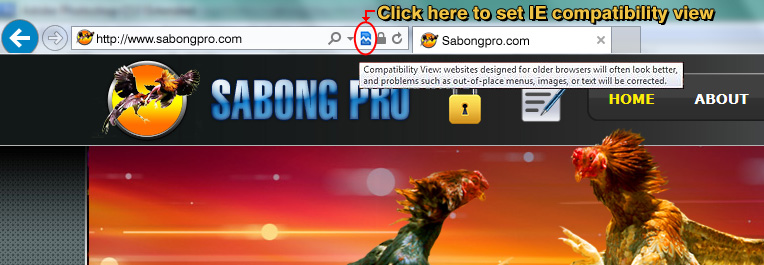 Click here to set IE compatibility view
http://www.sabongpro.com
Sabongpro.com
Compatibility View: websites designed for older browsers will often look better,
and problems such as out-of-place menus, images, or text will be corrected.
SABONG PRO
HOME
ABOUT